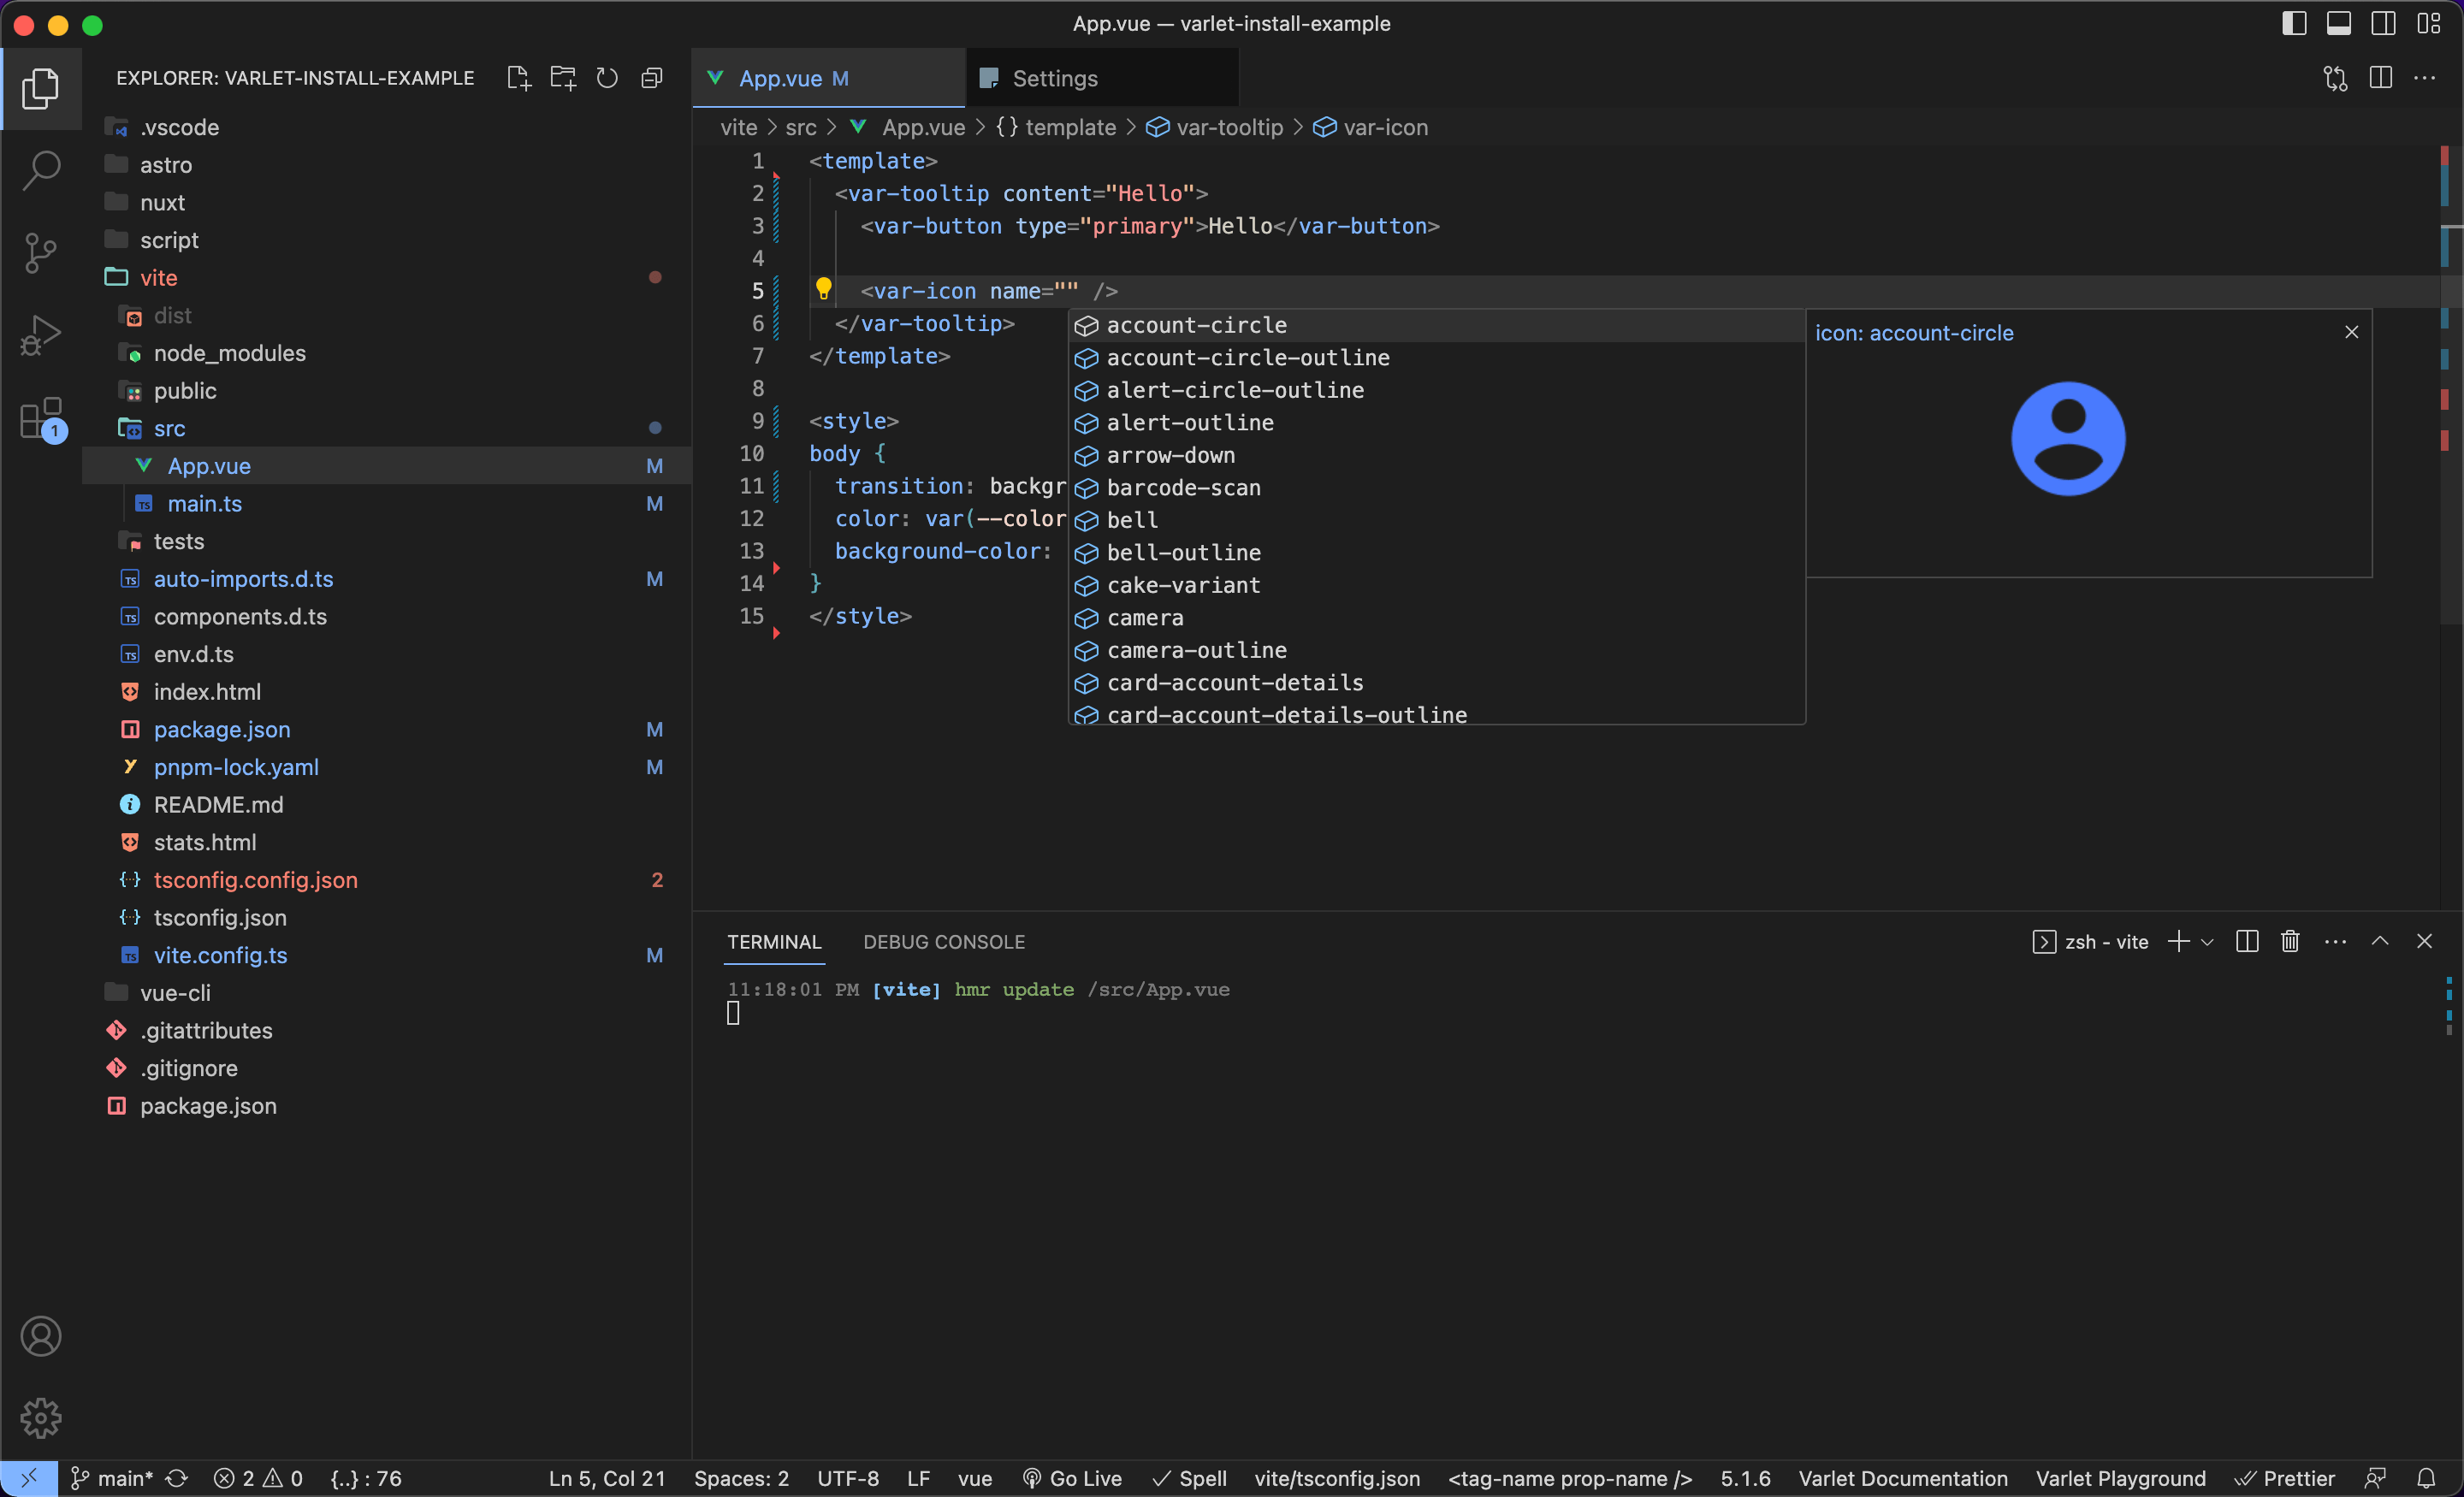 App.vue — varlet-install-example
EXPLORER: VARLET-INSTALL-EXAMPLE
.vscode
astro
nuxt
script
vite
dist
node_modules
public
src
App.vue M
main.ts M
tests
auto-imports.d.ts M
components.d.ts
env.d.ts
index.html
package.json M
pnpm-lock.yaml M
README.md
stats.html
tsconfig.config.json 2
tsconfig.json
vite.config.ts M
vue-cli
.gitattributes
.gitignore
package.json
1
App.vue M
Settings
vite > src > App.vue > {} template > var-tooltip > var-icon
1 <template>
2 <var-tooltip content="Hello">
3 <var-button type="primary">Hello</var-button>
4
5 <var-icon name="" />
6 </var-tooltip>
7 </template>
8
9 <style>
10 body {
11 transition: backgr
12 color: var(--color
13 background-color:
14 }
15 </style>
account-circle
account-circle-outline
alert-circle-outline
alert-outline
arrow-down
barcode-scan
bell
bell-outline
cake-variant
camera
camera-outline
card-account-details
card-account-details-outline
icon: account-circle
TERMINAL DEBUG CONSOLE
zsh - vite
11:18:01 PM [vite] hmr update /src/App.vue
main* 2 0 {..} : 76 Ln 5, Col 21 Spaces: 2 UTF-8 LF vue Go Live Spell vite/tsconfig.json <tag-name prop-name /> 5.1.6 Varlet Documentation Varlet Playground Prettier